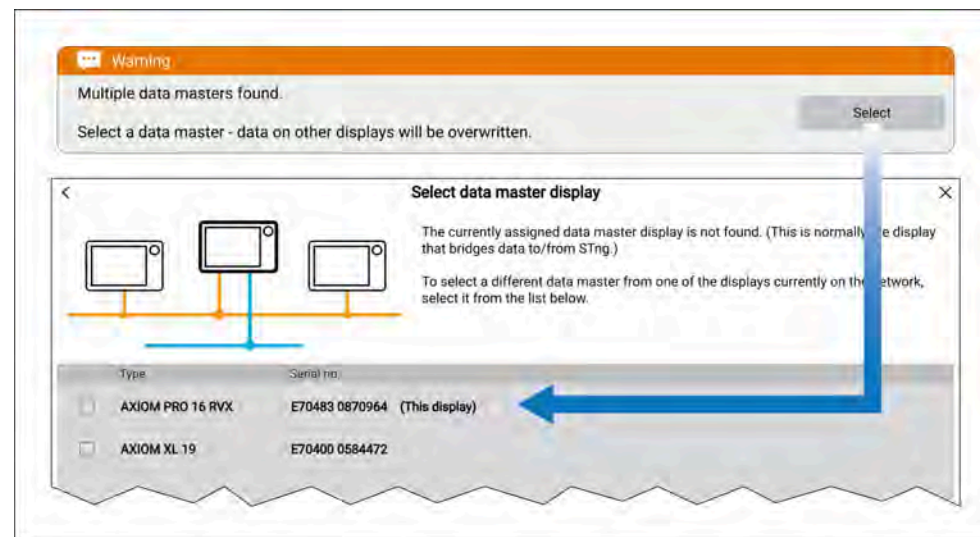 Warning
Multiple data masters found.
Select a data master - data on other displays will be overwritten.
Select
Select data master display
The currently assigned data master display is not found. (This is normally display
that bridges data to/from STng.)
To select a different data master from one of the displays currently on the
select it from the list below.
Type Serial no.
AXIOM PRO 16 RVX E70483 0870964 (This display)
AXIOM XL 19 E70400 0584472